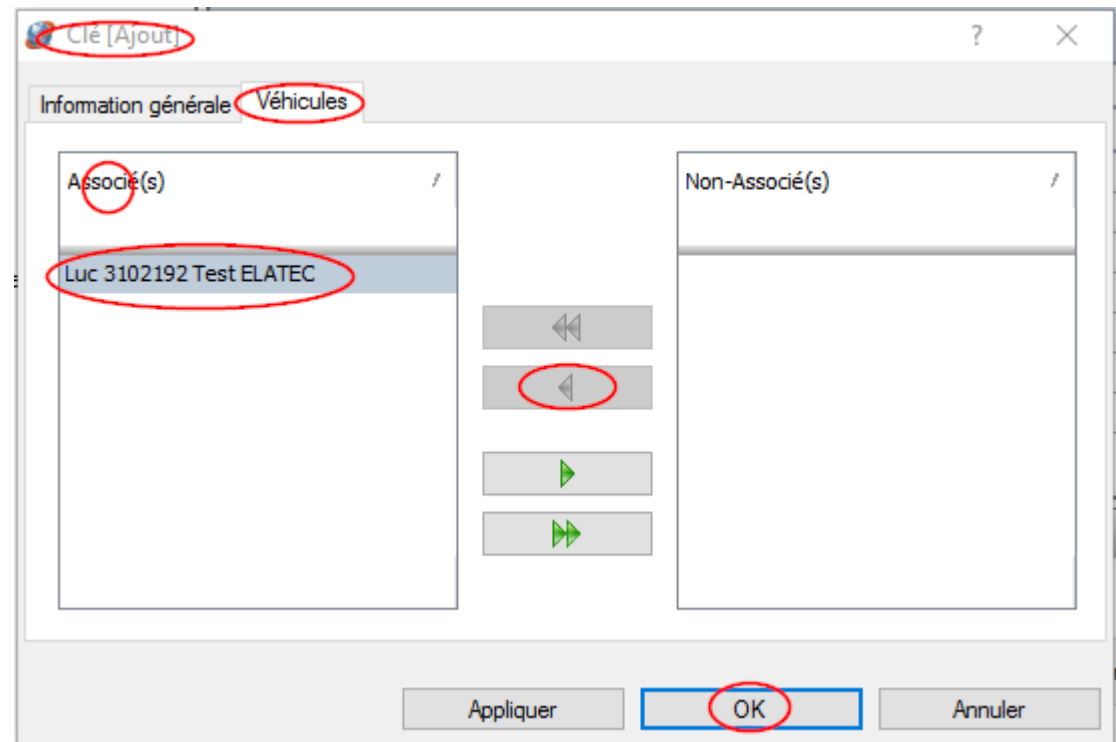 Clé [Ajout]
Information générale
Véhicules
Associé(s)
Non-Associé(s)
Luc 3102192 Test ELATEC
Appliquer
OK
Annuler